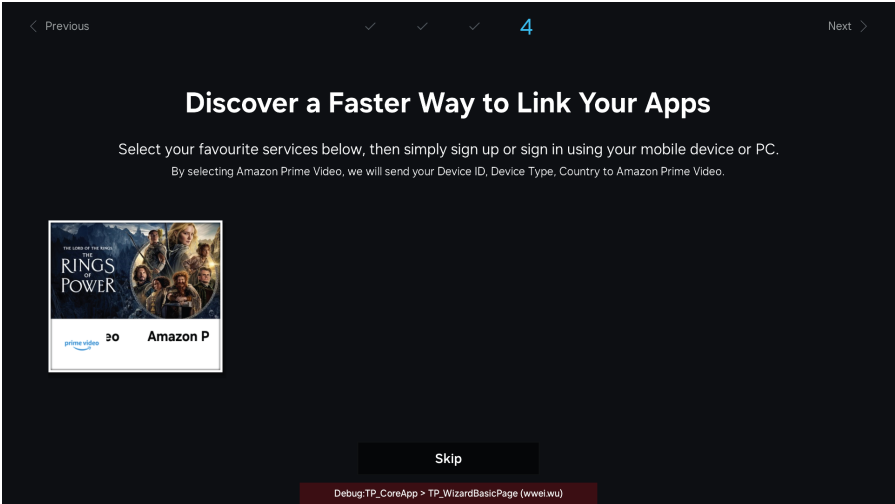 Previous
4
Next
Discover a Faster Way to Link Your Apps
Select your favourite services below, then simply sign up or sign in using your mobile device or PC.
By selecting Amazon Prime Video, we will send your Device ID, Device Type, Country to Amazon Prime Video.
THE LORD OF THE RINGS
THE
RINGS
OF
POWER
prime video eo Amazon P
Skip
Debug:TP_CoreApp > TP_WizardBasicPage (wwei.wu)